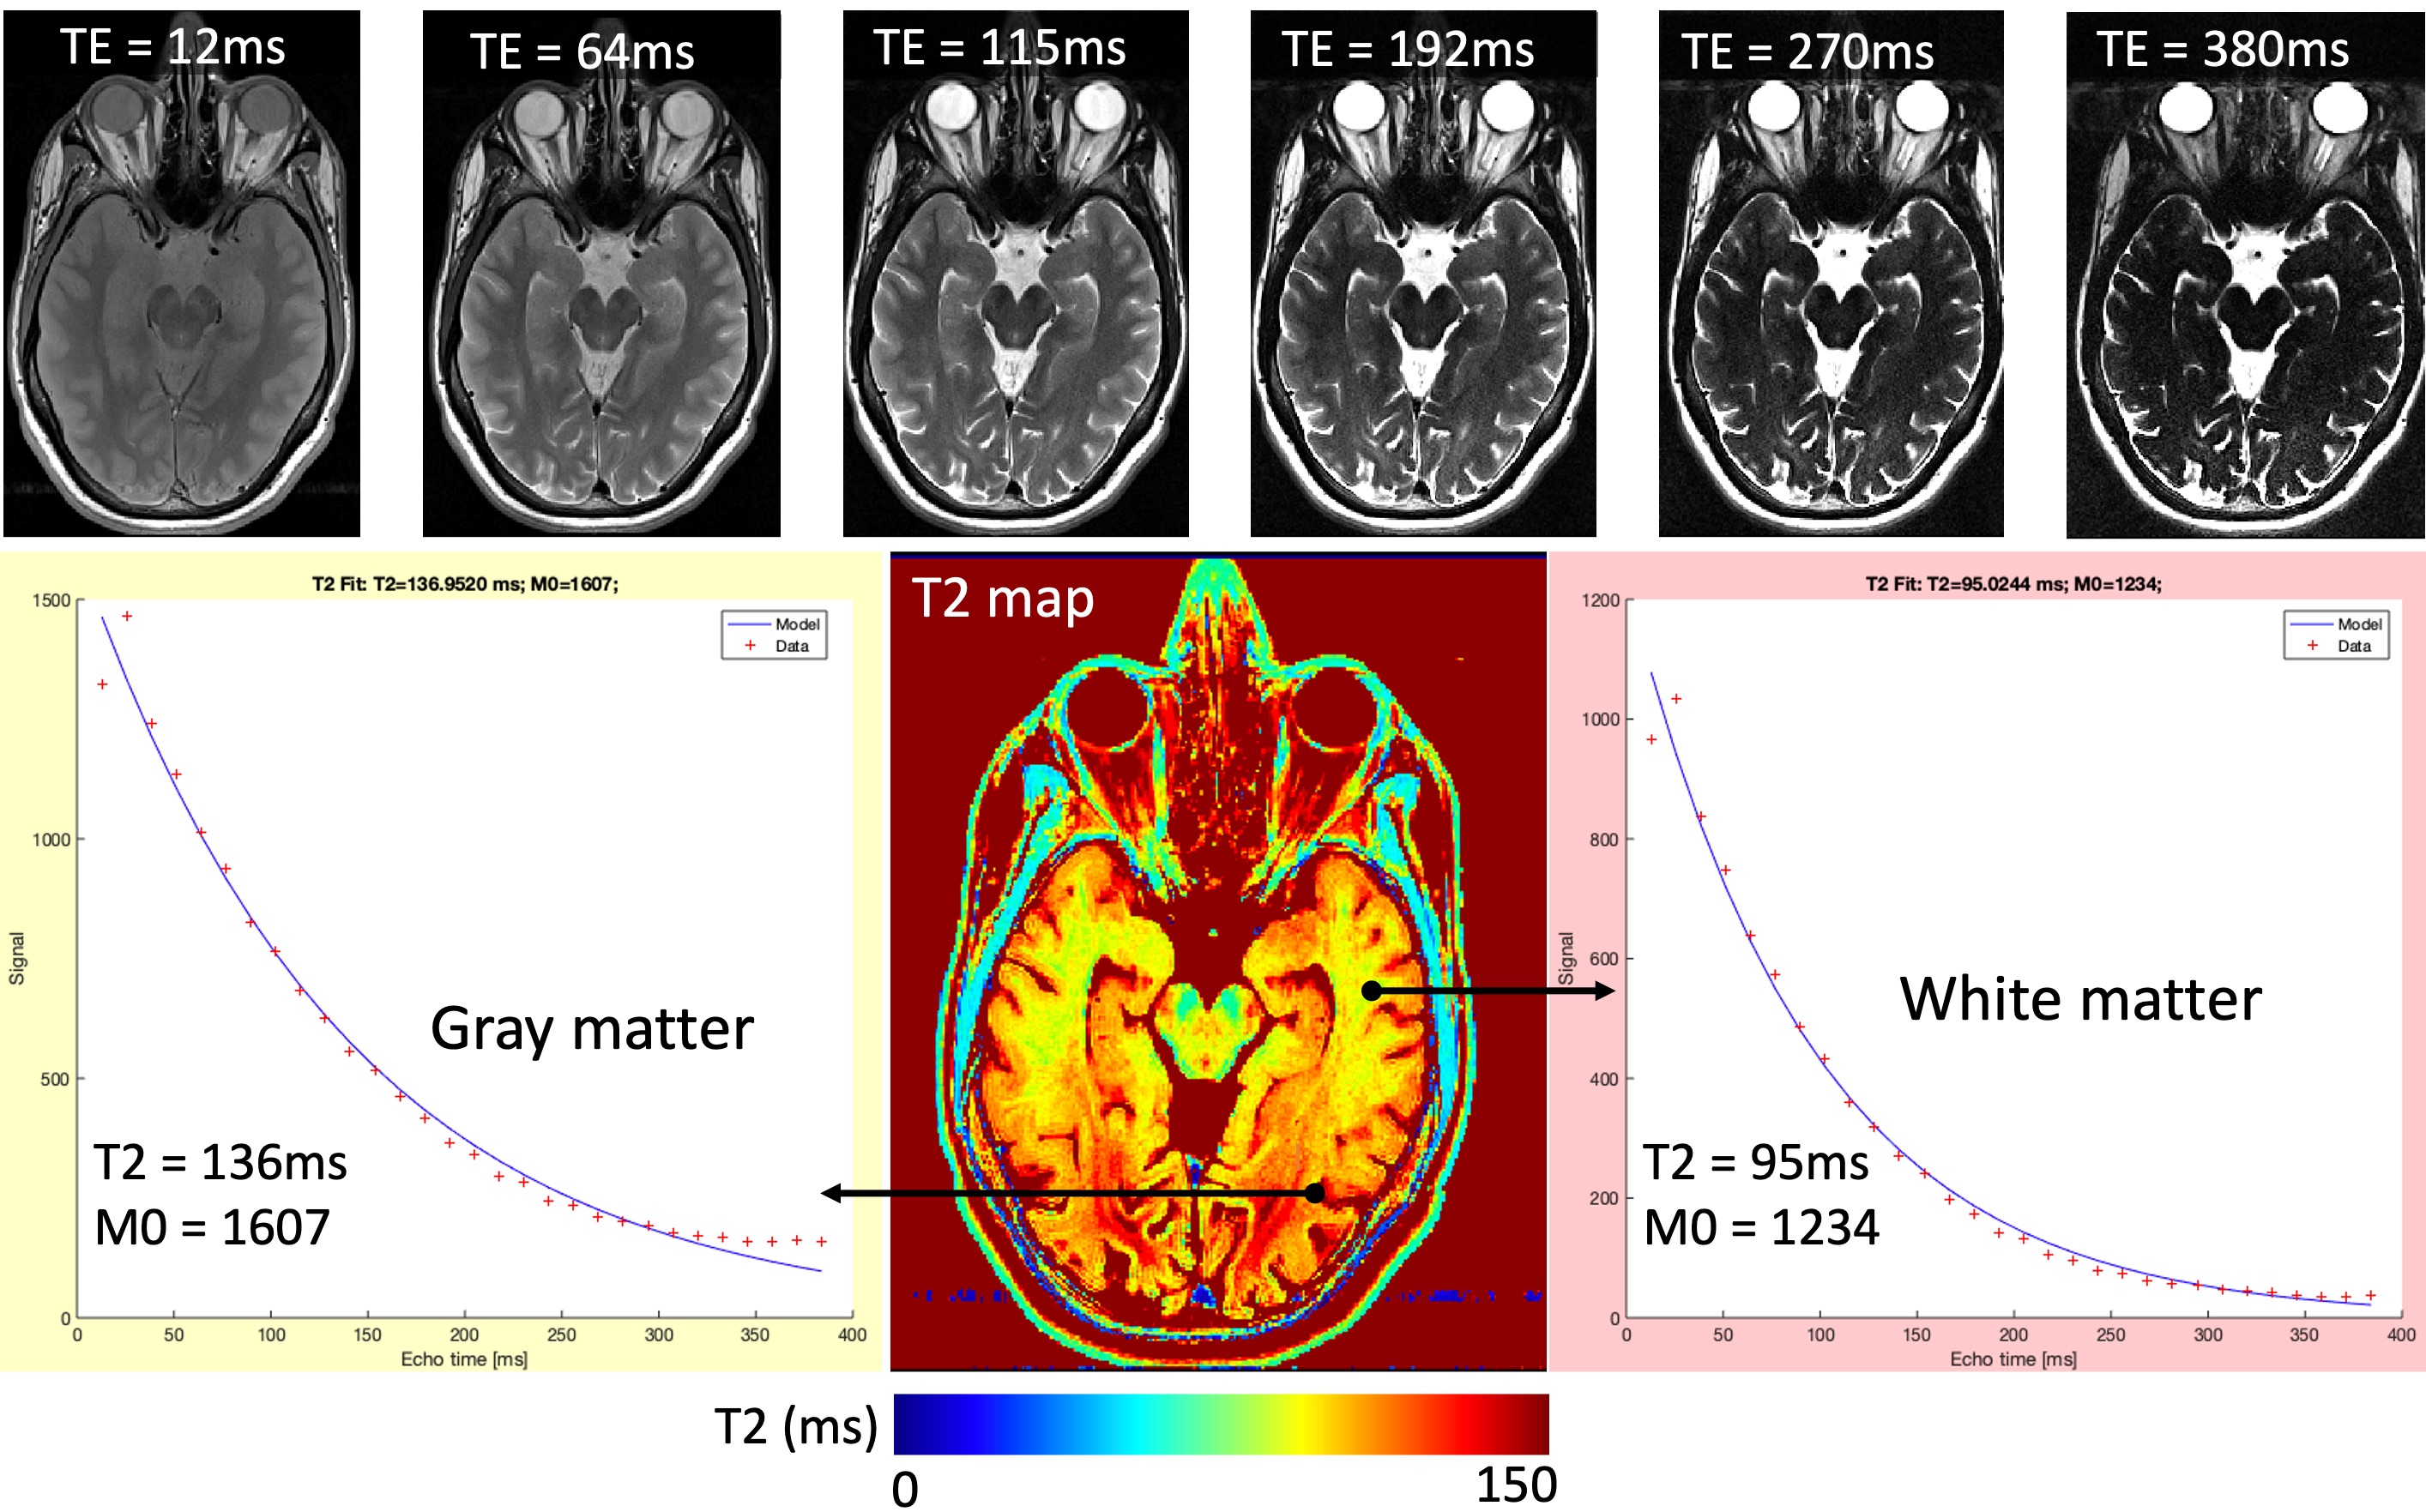 TE = 12ms
TE = 64ms
TE = 115ms
TE = 192ms
TE = 270ms
TE = 380ms
T2 Fit: T2=136.9520 ms; M0=1607;
1500
1000
500
0
0 50 100 150 200 250 300 350 400
Signal
Echo time [ms]
Model
Data
Gray matter
T2 = 136ms
M0 = 1607
T2 map
T2 Fit: T2=95.0244 ms; M0=1234;
1200
1000
800
600
400
200
0
0 50 100 150 200 250 300 350 400
Signal
Echo time [ms]
Model
Data
White matter
T2 = 95ms
M0 = 1234
T2 (ms)
0
150